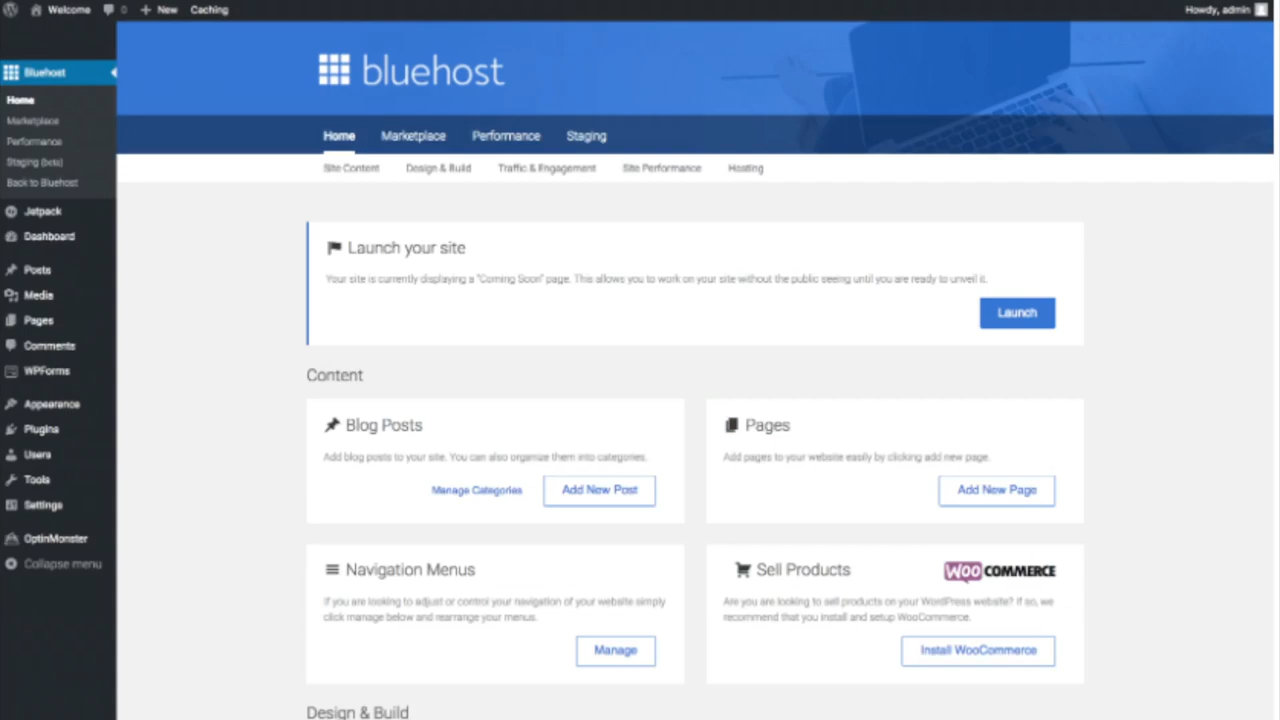 Welcome 0 New Caching Howdy, admin
Bluehost
Home
Marketplace
Performance
Staging (beta)
Back to Bluehost
Jetpack
Dashboard
Posts
Media
Pages
Comments
WPForms
Appearance
Plugins
Users
Tools
Settings
OptinMonster
Collapse menu
bluehost
Home Marketplace Performance Staging
Site Content Design & Build Traffic & Engagement Site Performance Hosting
Launch your site
Your site is currently displaying a "Coming Soon" page. This allows you to work on your site without the public seeing until you are ready to unveil it.
Launch
Content
Blog Posts
Add blog posts to your site. You can also organize them into categories.
Manage Categories Add New Post
Pages
Add pages to your website easily by clicking add new page.
Add New Page
Navigation Menus
If you are looking to adjust or control your navigation of your website simply
click manage below and rearrange your menus.
Manage
Sell Products WOO COMMERCE
Are you are looking to sell products on your WordPress website? If so, we
recommend that you install and setup WooCommerce.
Install WooCommerce
Design & Build